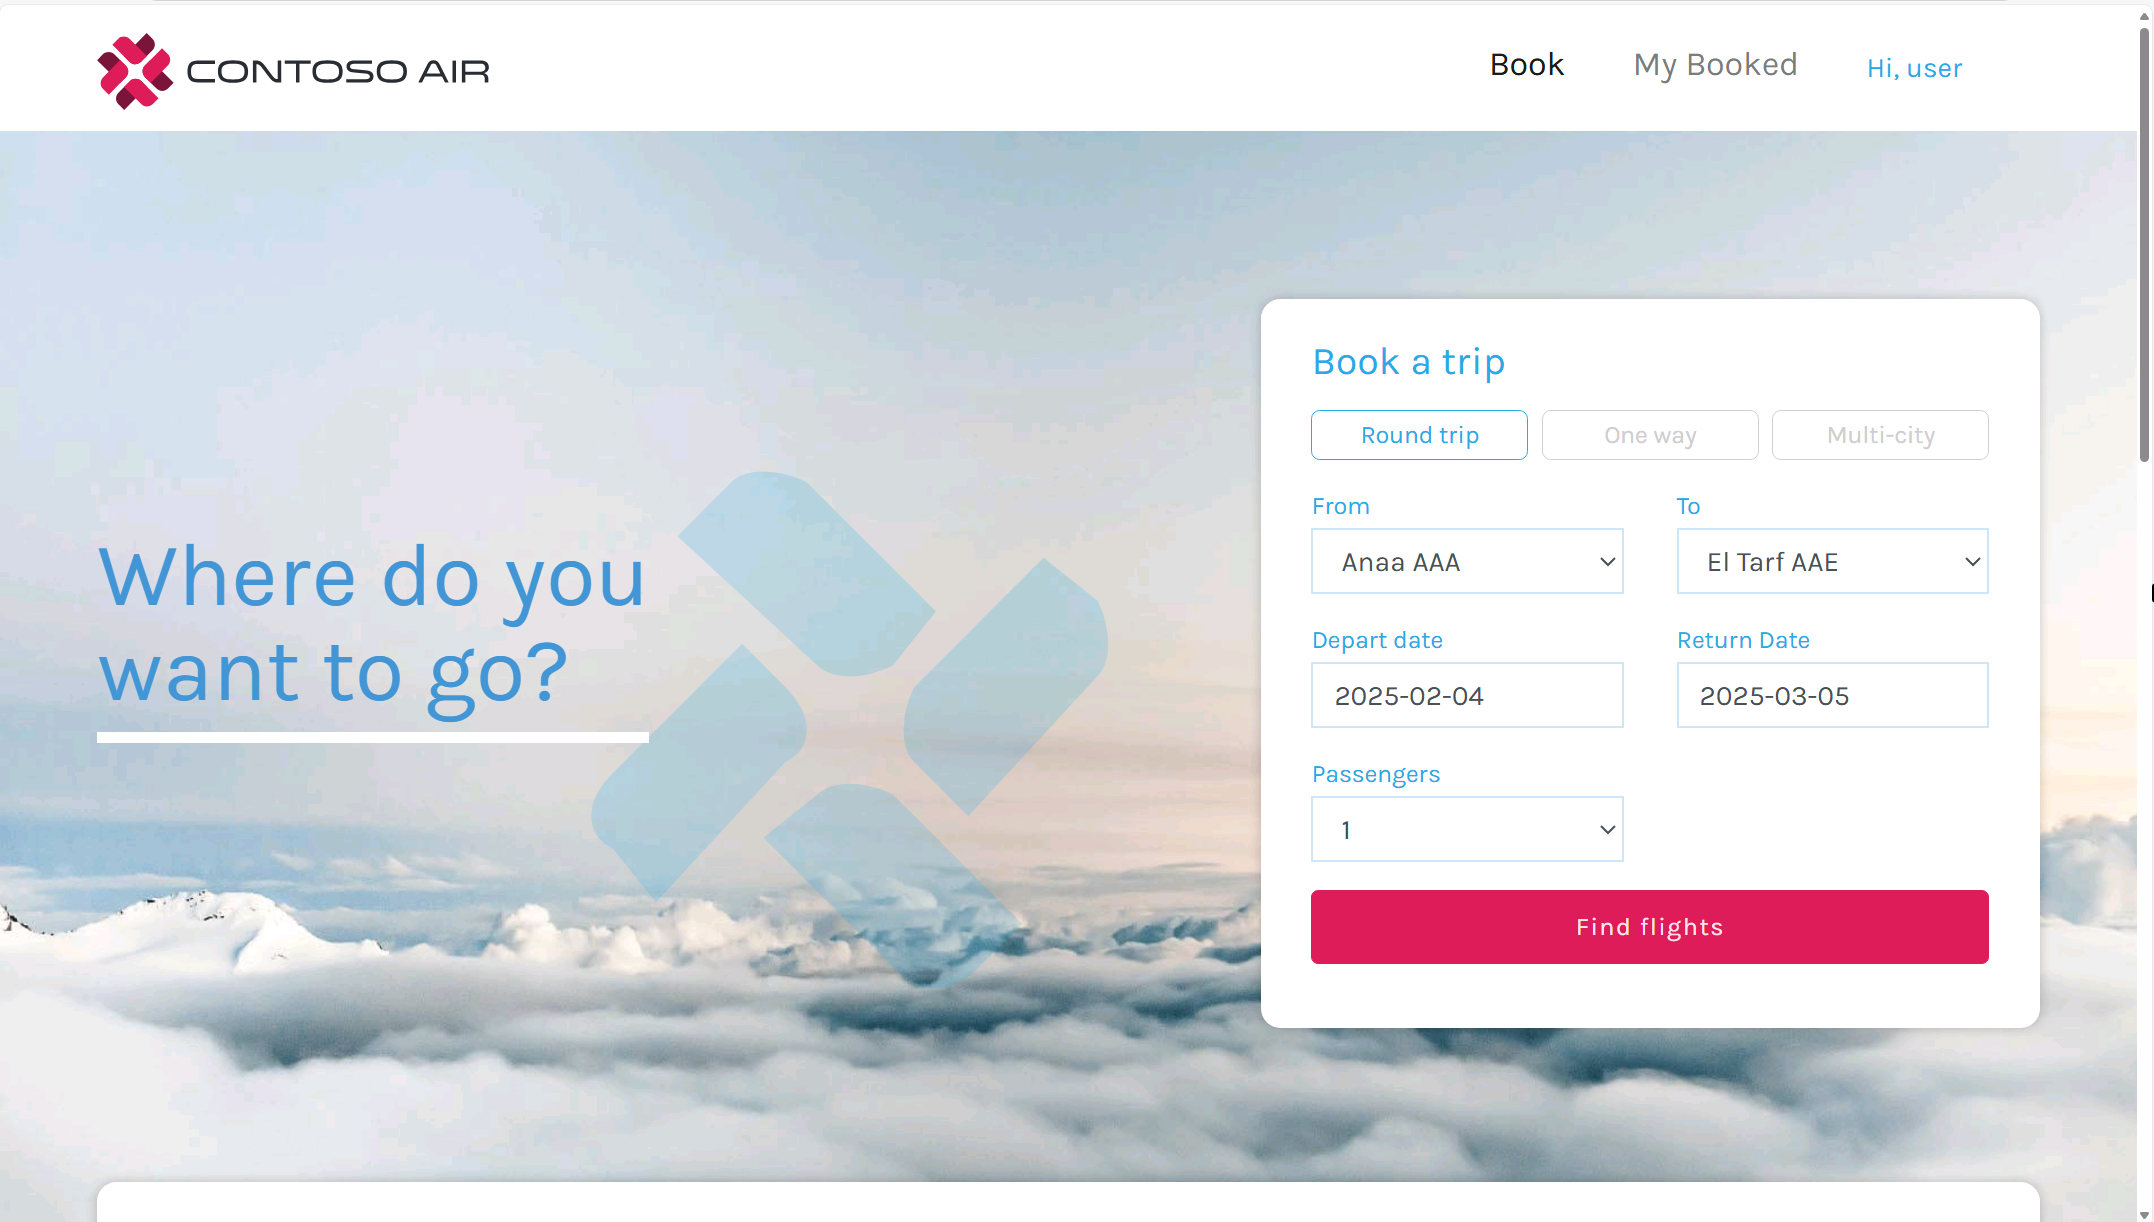 CONTOSO AIR
Book
My Booked
Hi, user
Where do you
want to go?
Book a trip
Round trip
One way
Multi-city
From
To
Anaa AAA
El Tarf AAE
Depart date
Return Date
2025-02-04
2025-03-05
Passengers
1
Find flights